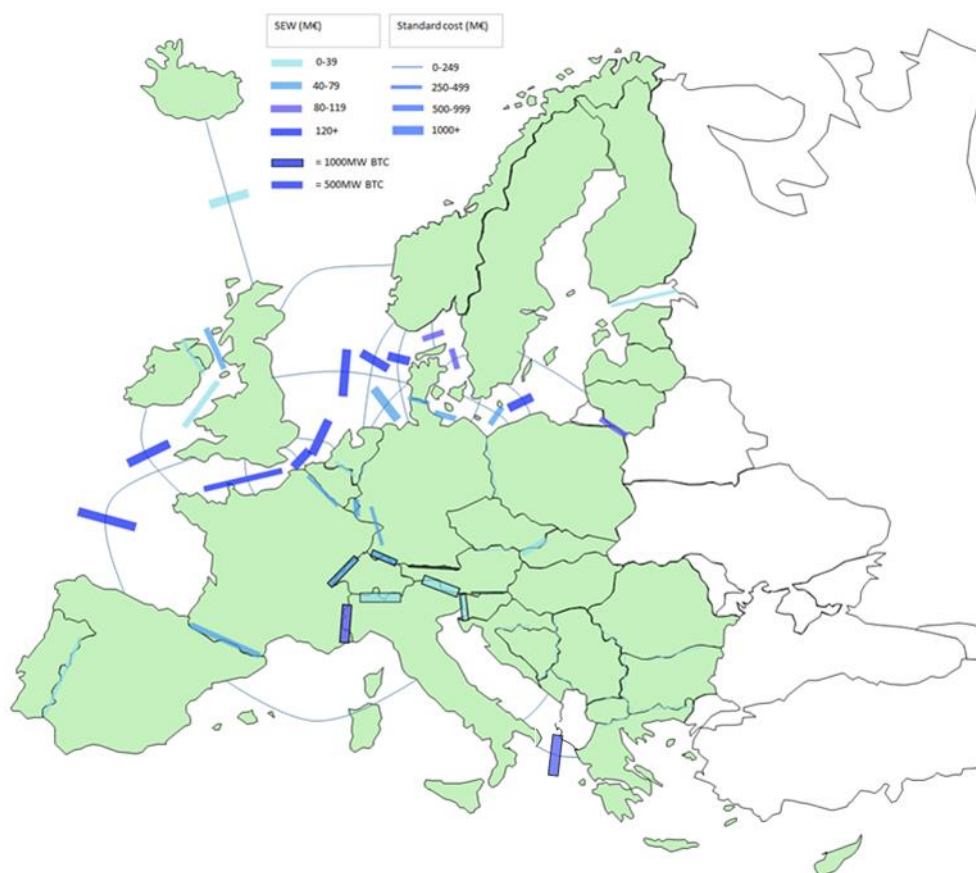 SEW (M€)
0-39
40-79
80-119
120+
= 1000MW BTC
= 500MW BTC
Standard cost (M€)
0-249
250-499
500-999
1000+